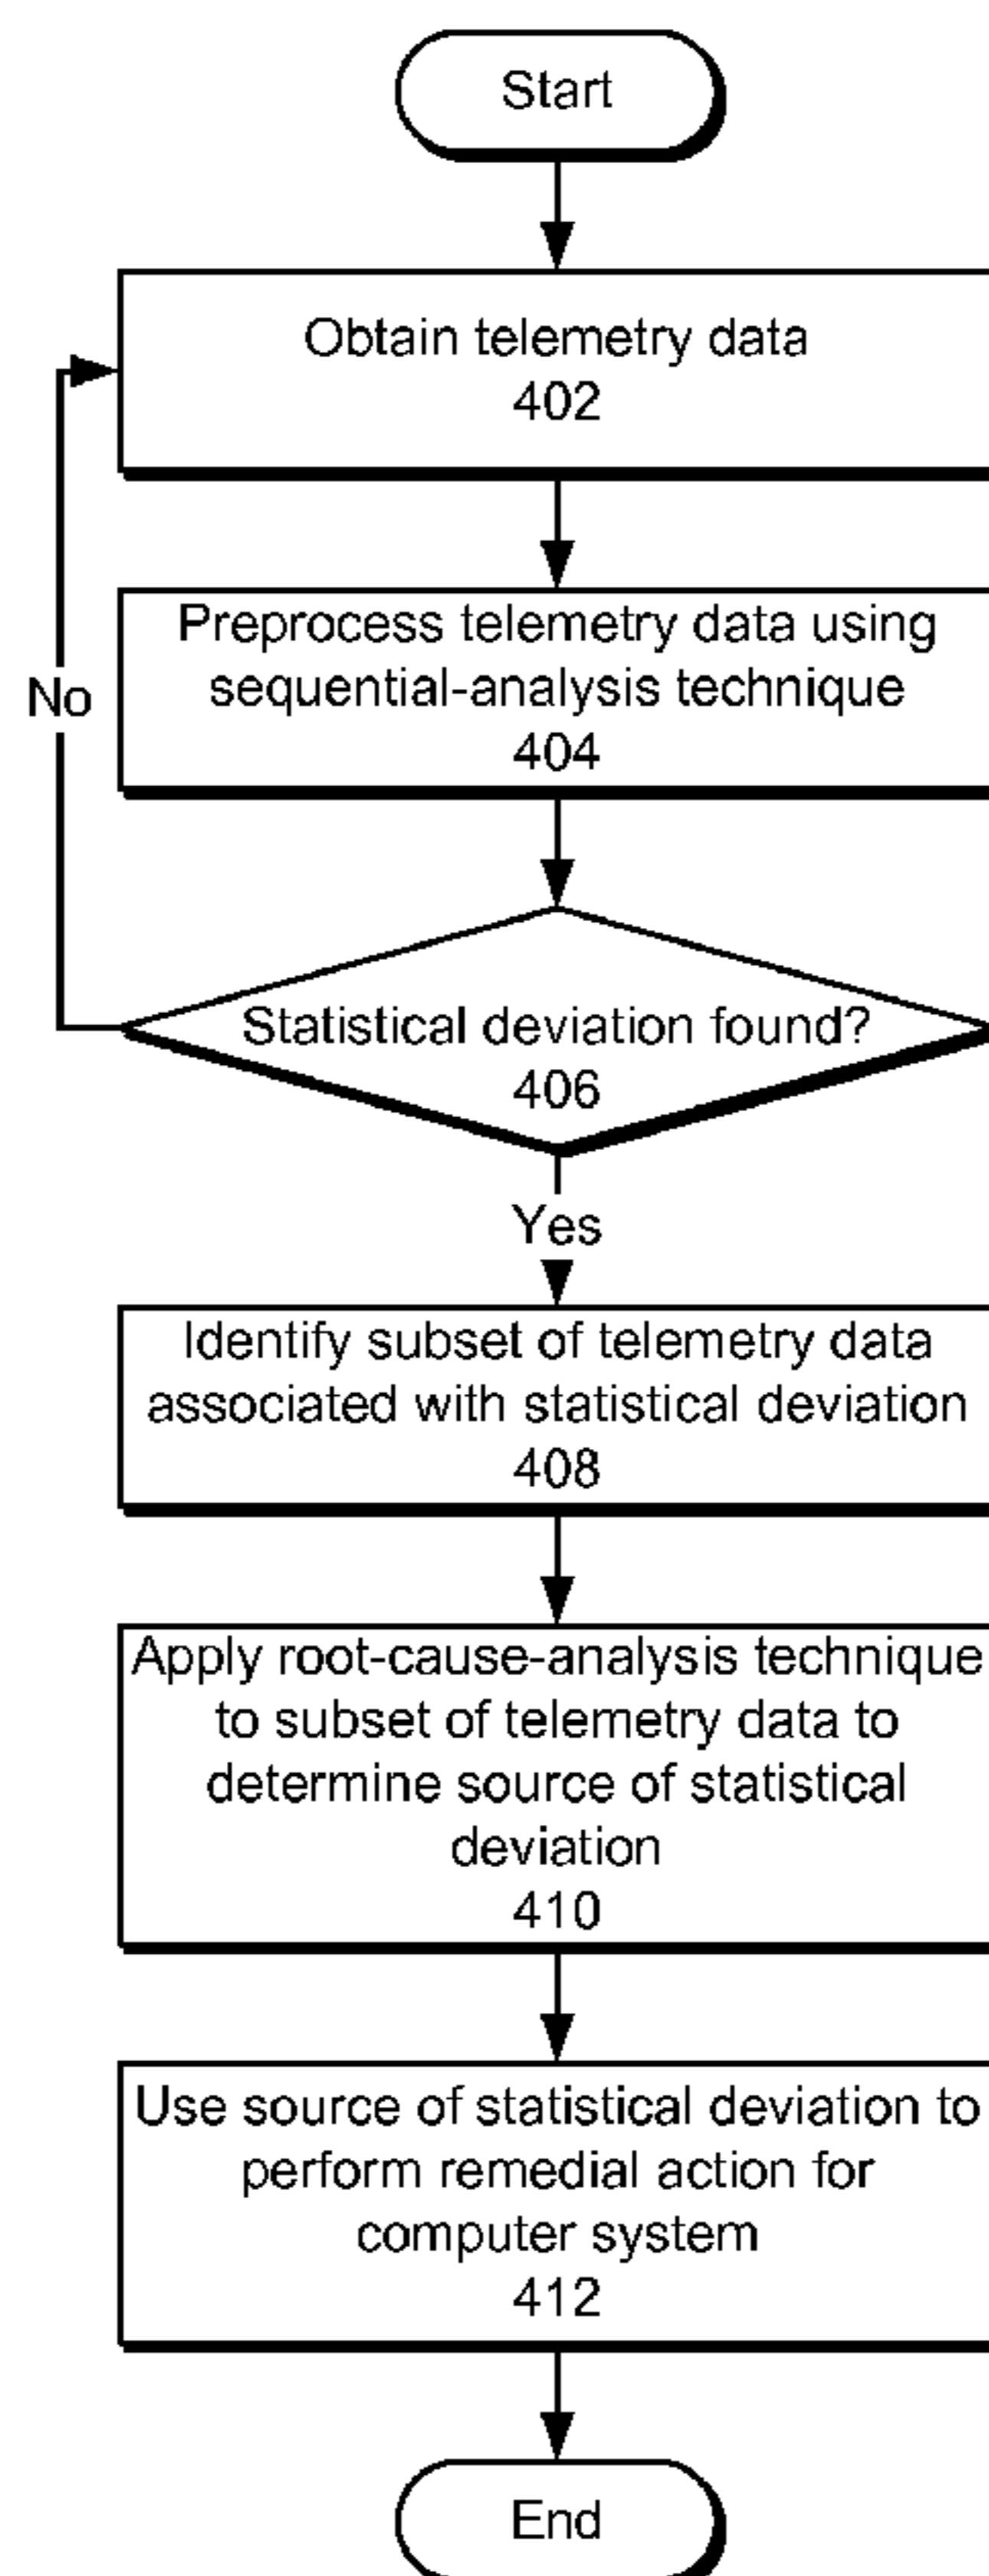 Start
Obtain telemetry data
402
Preprocess telemetry data using
sequential-analysis technique
404
No
Statistical deviation found?
406
Yes
Identify subset of telemetry data
associated with statistical deviation
408
Apply root-cause-analysis technique
to subset of telemetry data to
determine source of statistical
deviation
410
Use source of statistical deviation to
perform remedial action for
computer system
412
End